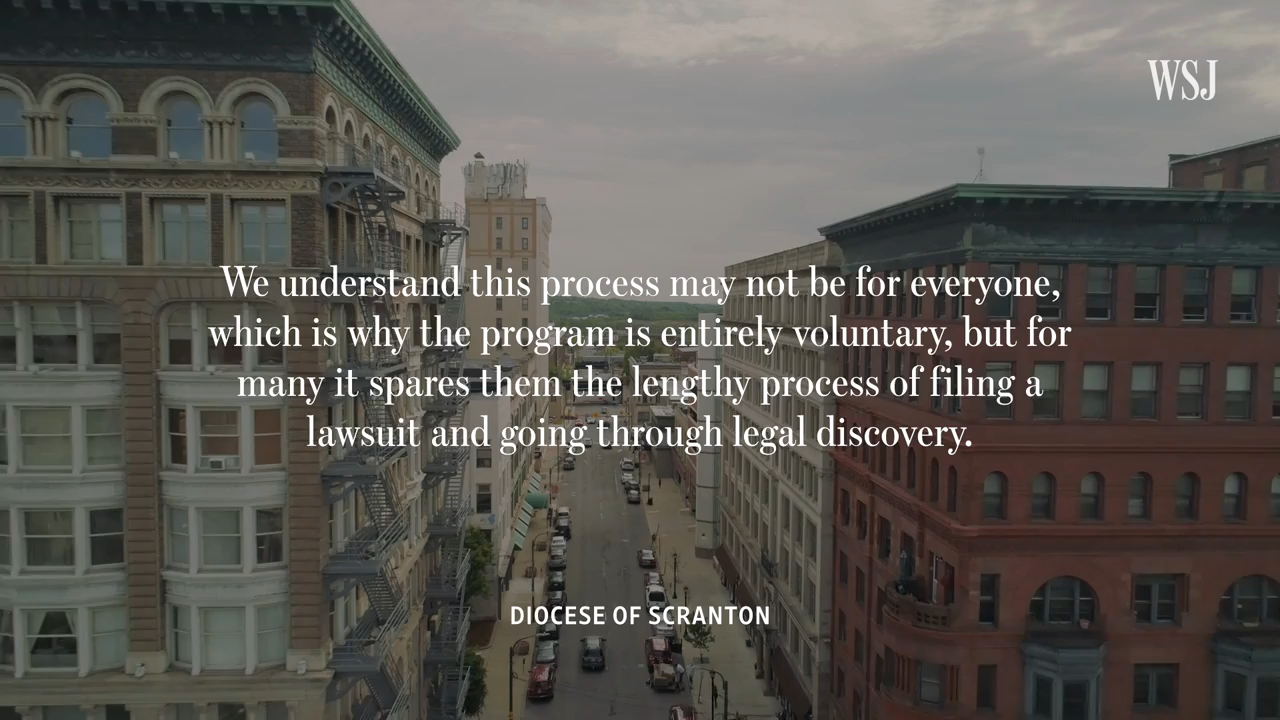 WSJ
We understand this process may not be for everyone,
which is why the program is entirely voluntary, but for
many it spares them the lengthy process of filing a
lawsuit and going through legal discovery.
DIOCESE OF SCRANTON